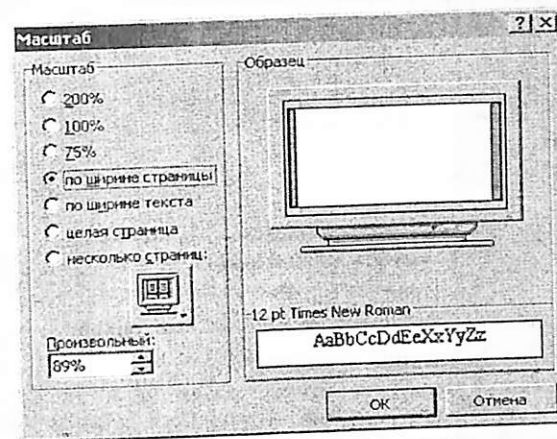 Масштаб
Масштаб
200%
100%
75%
по ширине страницы
по ширине текста
целая страница
несколько страниц:
Произвольный:
89%
Образец
12 pt Times New Roman
AaBbCcDdEeXxYyZz
ОК
Отмена